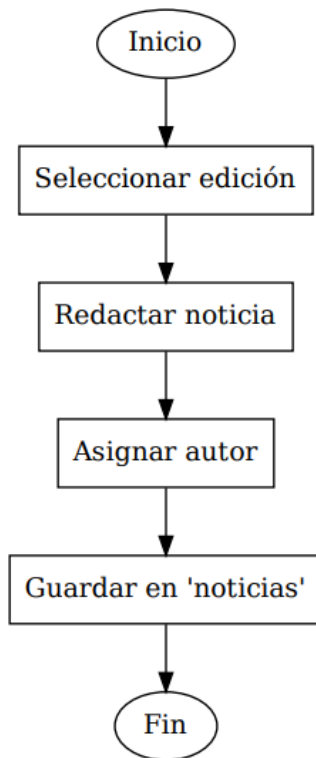 Inicio
Seleccionar edición
Redactar noticia
Asignar autor
Guardar en 'noticias'
Fin